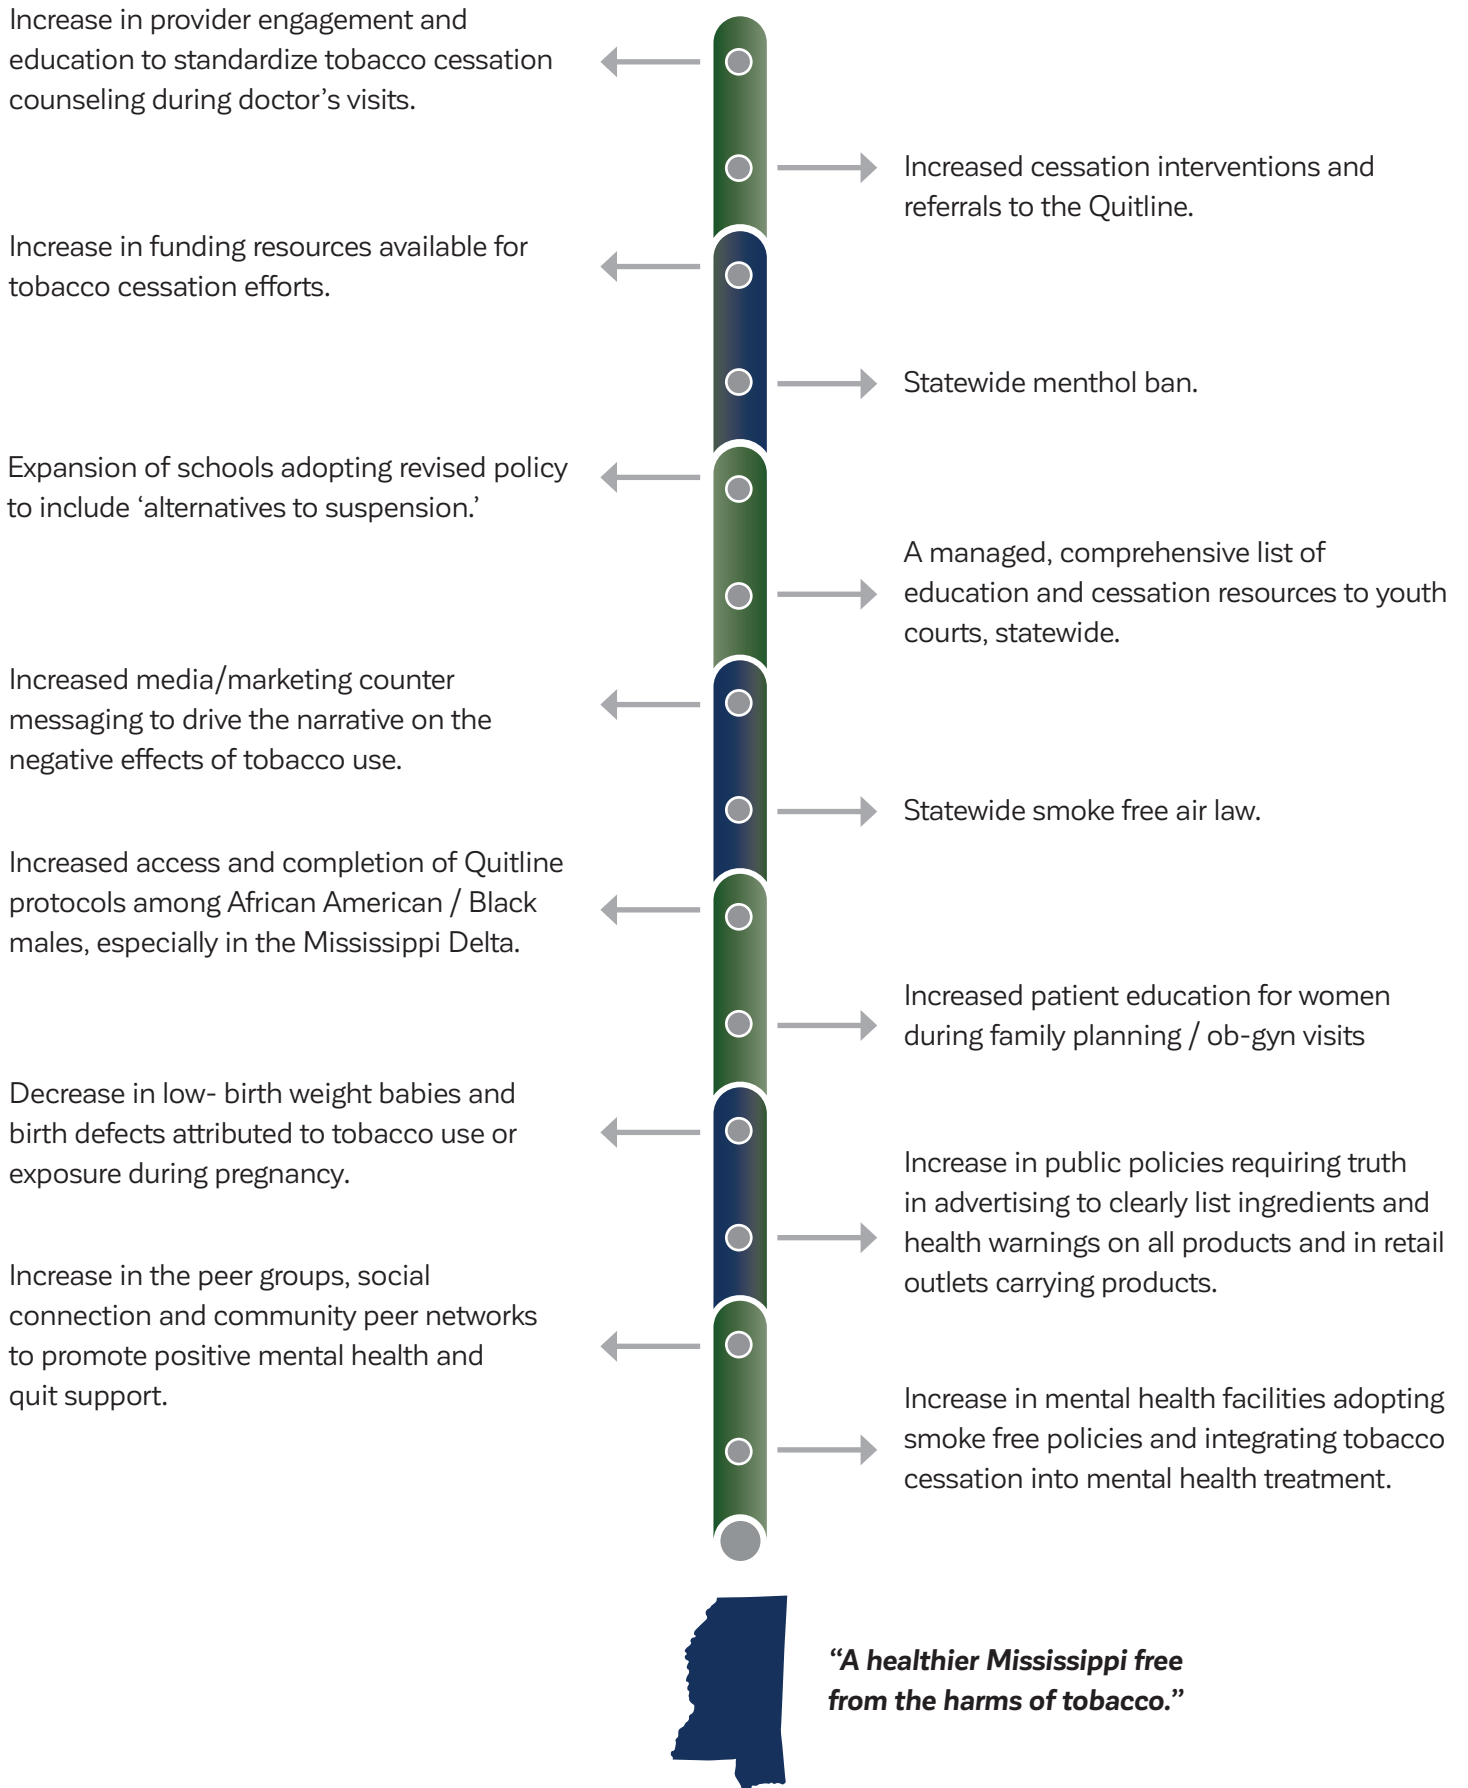 Increase in provider engagement and
education to standardize tobacco cessation
counseling during doctor’s visits.
Increased cessation interventions and
referrals to the Quitline.
Increase in funding resources available for
tobacco cessation efforts.
Statewide menthol ban.
Expansion of schools adopting revised policy
to include ‘alternatives to suspension.’
A managed, comprehensive list of
education and cessation resources to youth
courts, statewide.
Increased media/marketing counter
messaging to drive the narrative on the
negative effects of tobacco use.
Statewide smoke free air law.
Increased access and completion of Quitline
protocols among African American / Black
males, especially in the Mississippi Delta.
Increased patient education for women
during family planning / ob-gyn visits
Decrease in low- birth weight babies and
birth defects attributed to tobacco use or
exposure during pregnancy.
Increase in public policies requiring truth
in advertising to clearly list ingredients and
health warnings on all products and in retail
outlets carrying products.
Increase in the peer groups, social
connection and community peer networks
to promote positive mental health and
quit support.
Increase in mental health facilities adopting
smoke free policies and integrating tobacco
cessation into mental health treatment.
“A healthier Mississippi free
from the harms of tobacco.”